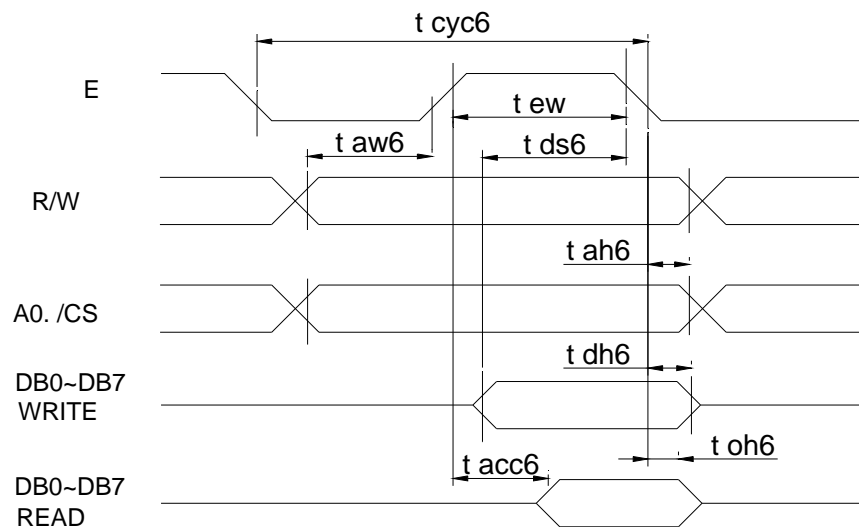 t cyc6
E
t ew
t aw6
t ds6
R/W
t ah6
A0. /CS
t dh6
DB0~DB7
WRITE
t oh6
t acc6
DB0~DB7
READ